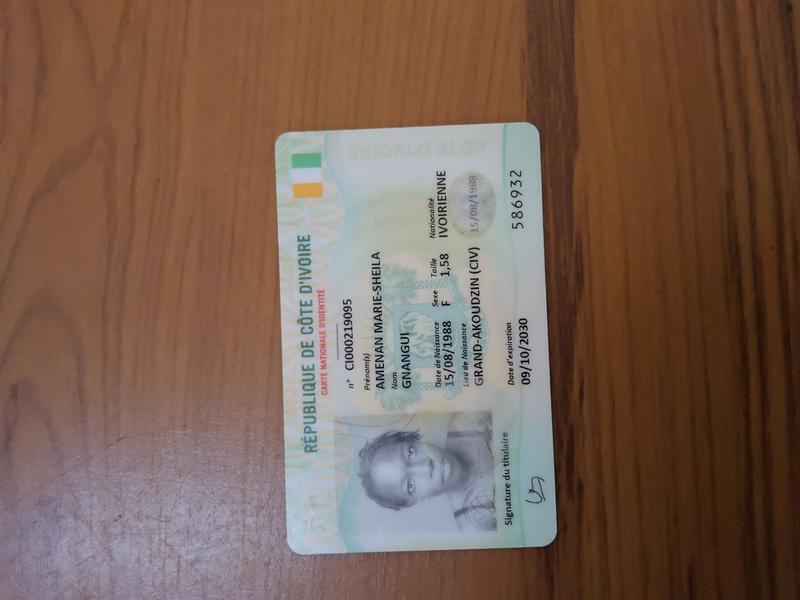 RÉPUBLIQUE DE CÔTE D'IVOIRE
CARTE NATIONALE D'IDENTITÉ
CÔTE D'IVOIRE
n° CI000219095
Prénom(s)
AMENAN MARIE-SHEILA
Nom
GNANGUI
Date de Naissance Sexe Taille Nationalité
15/08/1988 F 1,58 IVOIRIENNE
Lieu de Naissance
GRAND-AKOUDZIN (CIV)
15/08/1988
Date d'expiration
09/10/2030
586932
Signature du titulaire